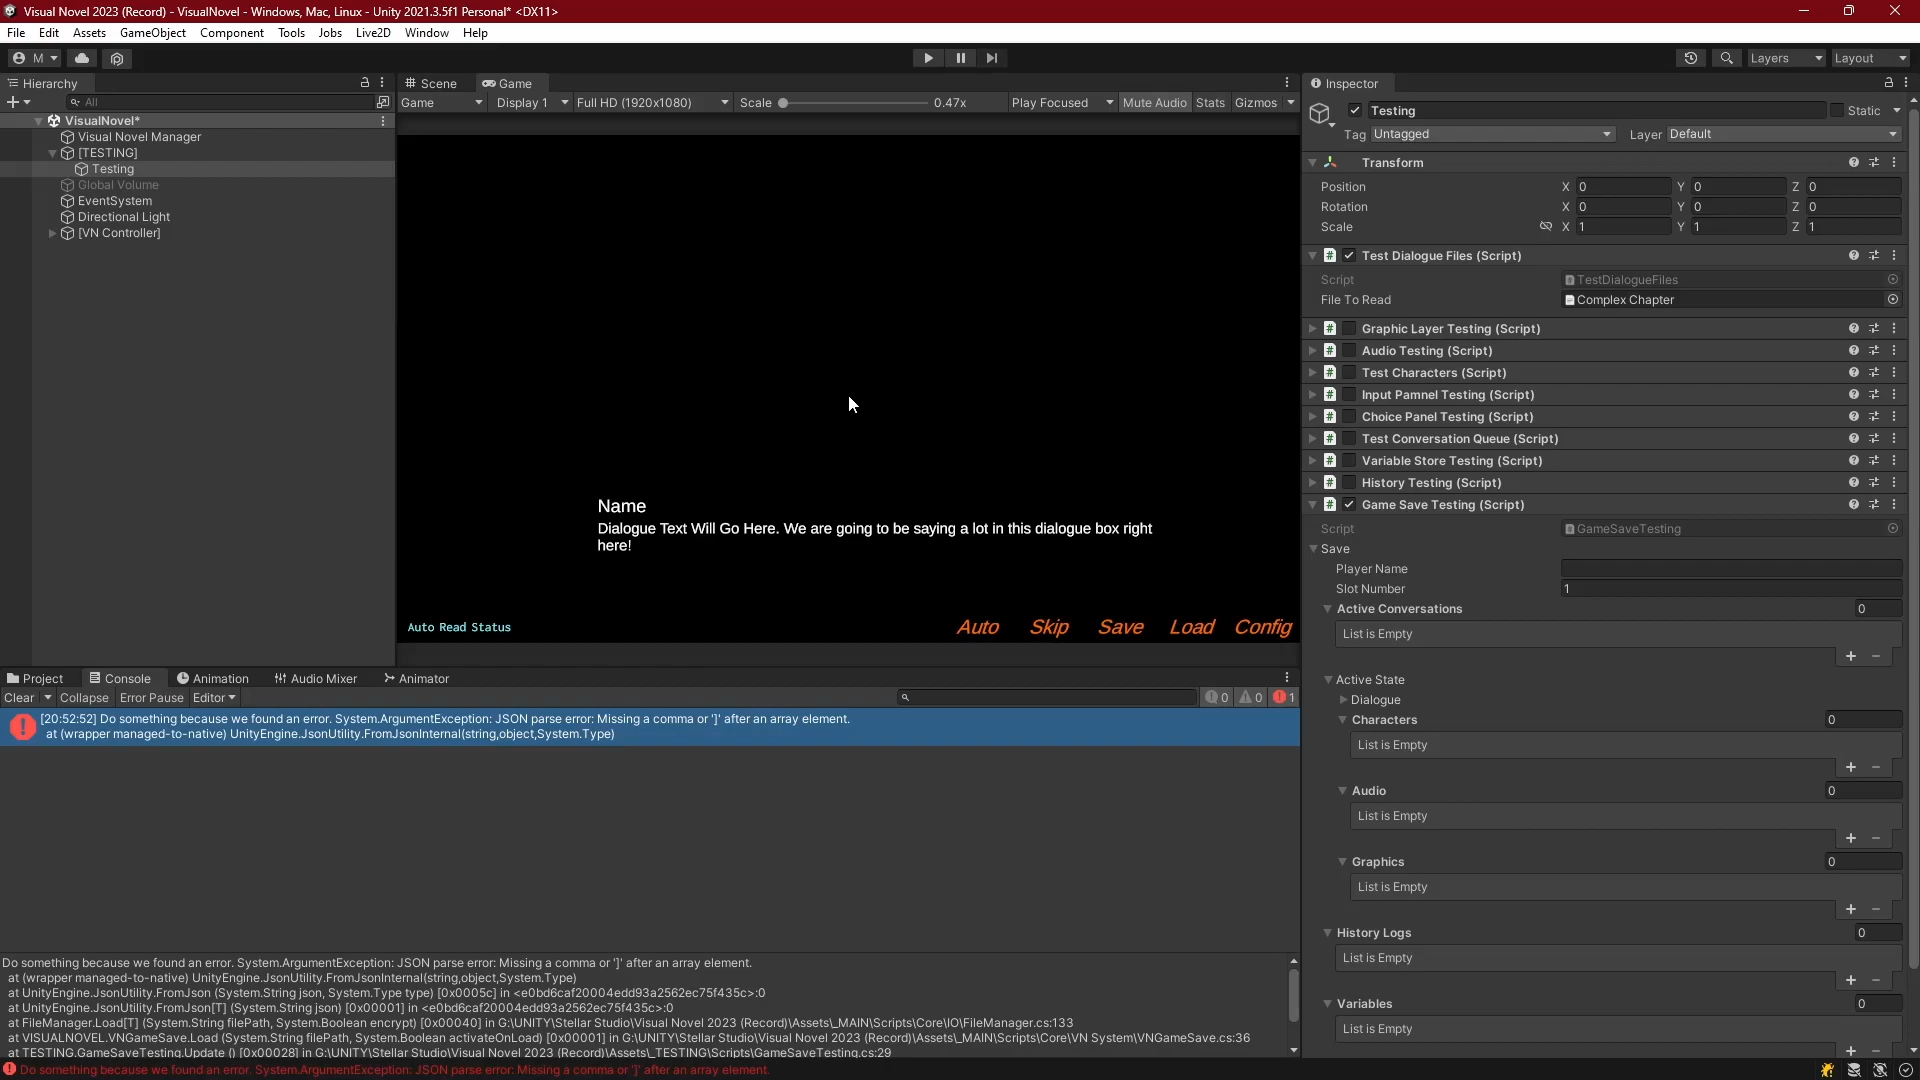 Visual Novel 2023 (Record) - VisualNovel - Windows, Mac, Linux - Unity 2021.3.5f1 Personal* <DX11>
File Edit Assets GameObject Component Tools Jobs Live2D Window Help
M
Layers
Layout
Hierarchy
All
VisualNovel*
Visual Novel Manager
[TESTING]
Testing
Global Volume
EventSystem
Directional Light
[VN Controller]
Scene
Game
Game
Display 1
Full HD (1920x1080)
Scale
0.47x
Play Focused
Mute Audio
Stats
Gizmos
Name
Dialogue Text Will Go Here. We are going to be saying a lot in this dialogue box right
here!
Auto Read Status
Auto Skip Save Load Config
Project
Console
Animation
Audio Mixer
Animator
Clear
Collapse
Error Pause
Editor
0
0
1
[20:52:52] Do something because we found an error. System.ArgumentException: JSON parse error: Missing a comma or ']' after an array element.
at (wrapper managed-to-native) UnityEngine.JsonUtility.FromJsonInternal(string,object,System.Type)
Do something because we found an error. System.ArgumentException: JSON parse error: Missing a comma or ']' after an array element.
at (wrapper managed-to-native) UnityEngine.JsonUtility.FromJsonInternal(string,object,System.Type)
at UnityEngine.JsonUtility.FromJson (System.String json, System.Type type) [0x0005c] in <e0bd6caf20004edd93a2562ec75f435c>:0
at UnityEngine.JsonUtility.FromJson[T] (System.String json) [0x00001] in <e0bd6caf20004edd93a2562ec75f435c>:0
at FileManager.Load[T] (System.String filePath, System.Boolean encrypt) [0x00040] in G:\UNITY\Stellar Studio\Visual Novel 2023 (Record)\Assets\_MAIN\Scripts\Core\IO\FileManager.cs:133
at VISUALNOVEL.VNGameSave.Load (System.String filePath, System.Boolean activateOnLoad) [0x00001] in G:\UNITY\Stellar Studio\Visual Novel 2023 (Record)\Assets\_MAIN\Scripts\Core\VN System\VNGameSave.cs:36
at TESTING.GameSaveTesting.Update () [0x00028] in G:\UNITY\Stellar Studio\Visual Novel 2023 (Record)\Assets\_TESTING\Scripts\GameSaveTesting.cs:29
Do something because we found an error. System.ArgumentException: JSON parse error: Missing a comma or ']' after an array element.
Inspector
Testing
Static
Tag Untagged
Layer Default
Transform
Position X 0 Y 0 Z 0
Rotation X 0 Y 0 Z 0
Scale X 1 Y 1 Z 1
Test Dialogue Files (Script)
Script TestDialogueFiles
File To Read Complex Chapter
Graphic Layer Testing (Script)
Audio Testing (Script)
Test Characters (Script)
Input Pamnel Testing (Script)
Choice Panel Testing (Script)
Test Conversation Queue (Script)
Variable Store Testing (Script)
History Testing (Script)
Game Save Testing (Script)
Script GameSaveTesting
Save
Player Name
Slot Number 1
Active Conversations 0
List is Empty
+ −
Active State
Dialogue
Characters 0
List is Empty
+ −
Audio 0
List is Empty
+ −
Graphics 0
List is Empty
+ −
History Logs 0
List is Empty
+ −
Variables 0
List is Empty
+ −